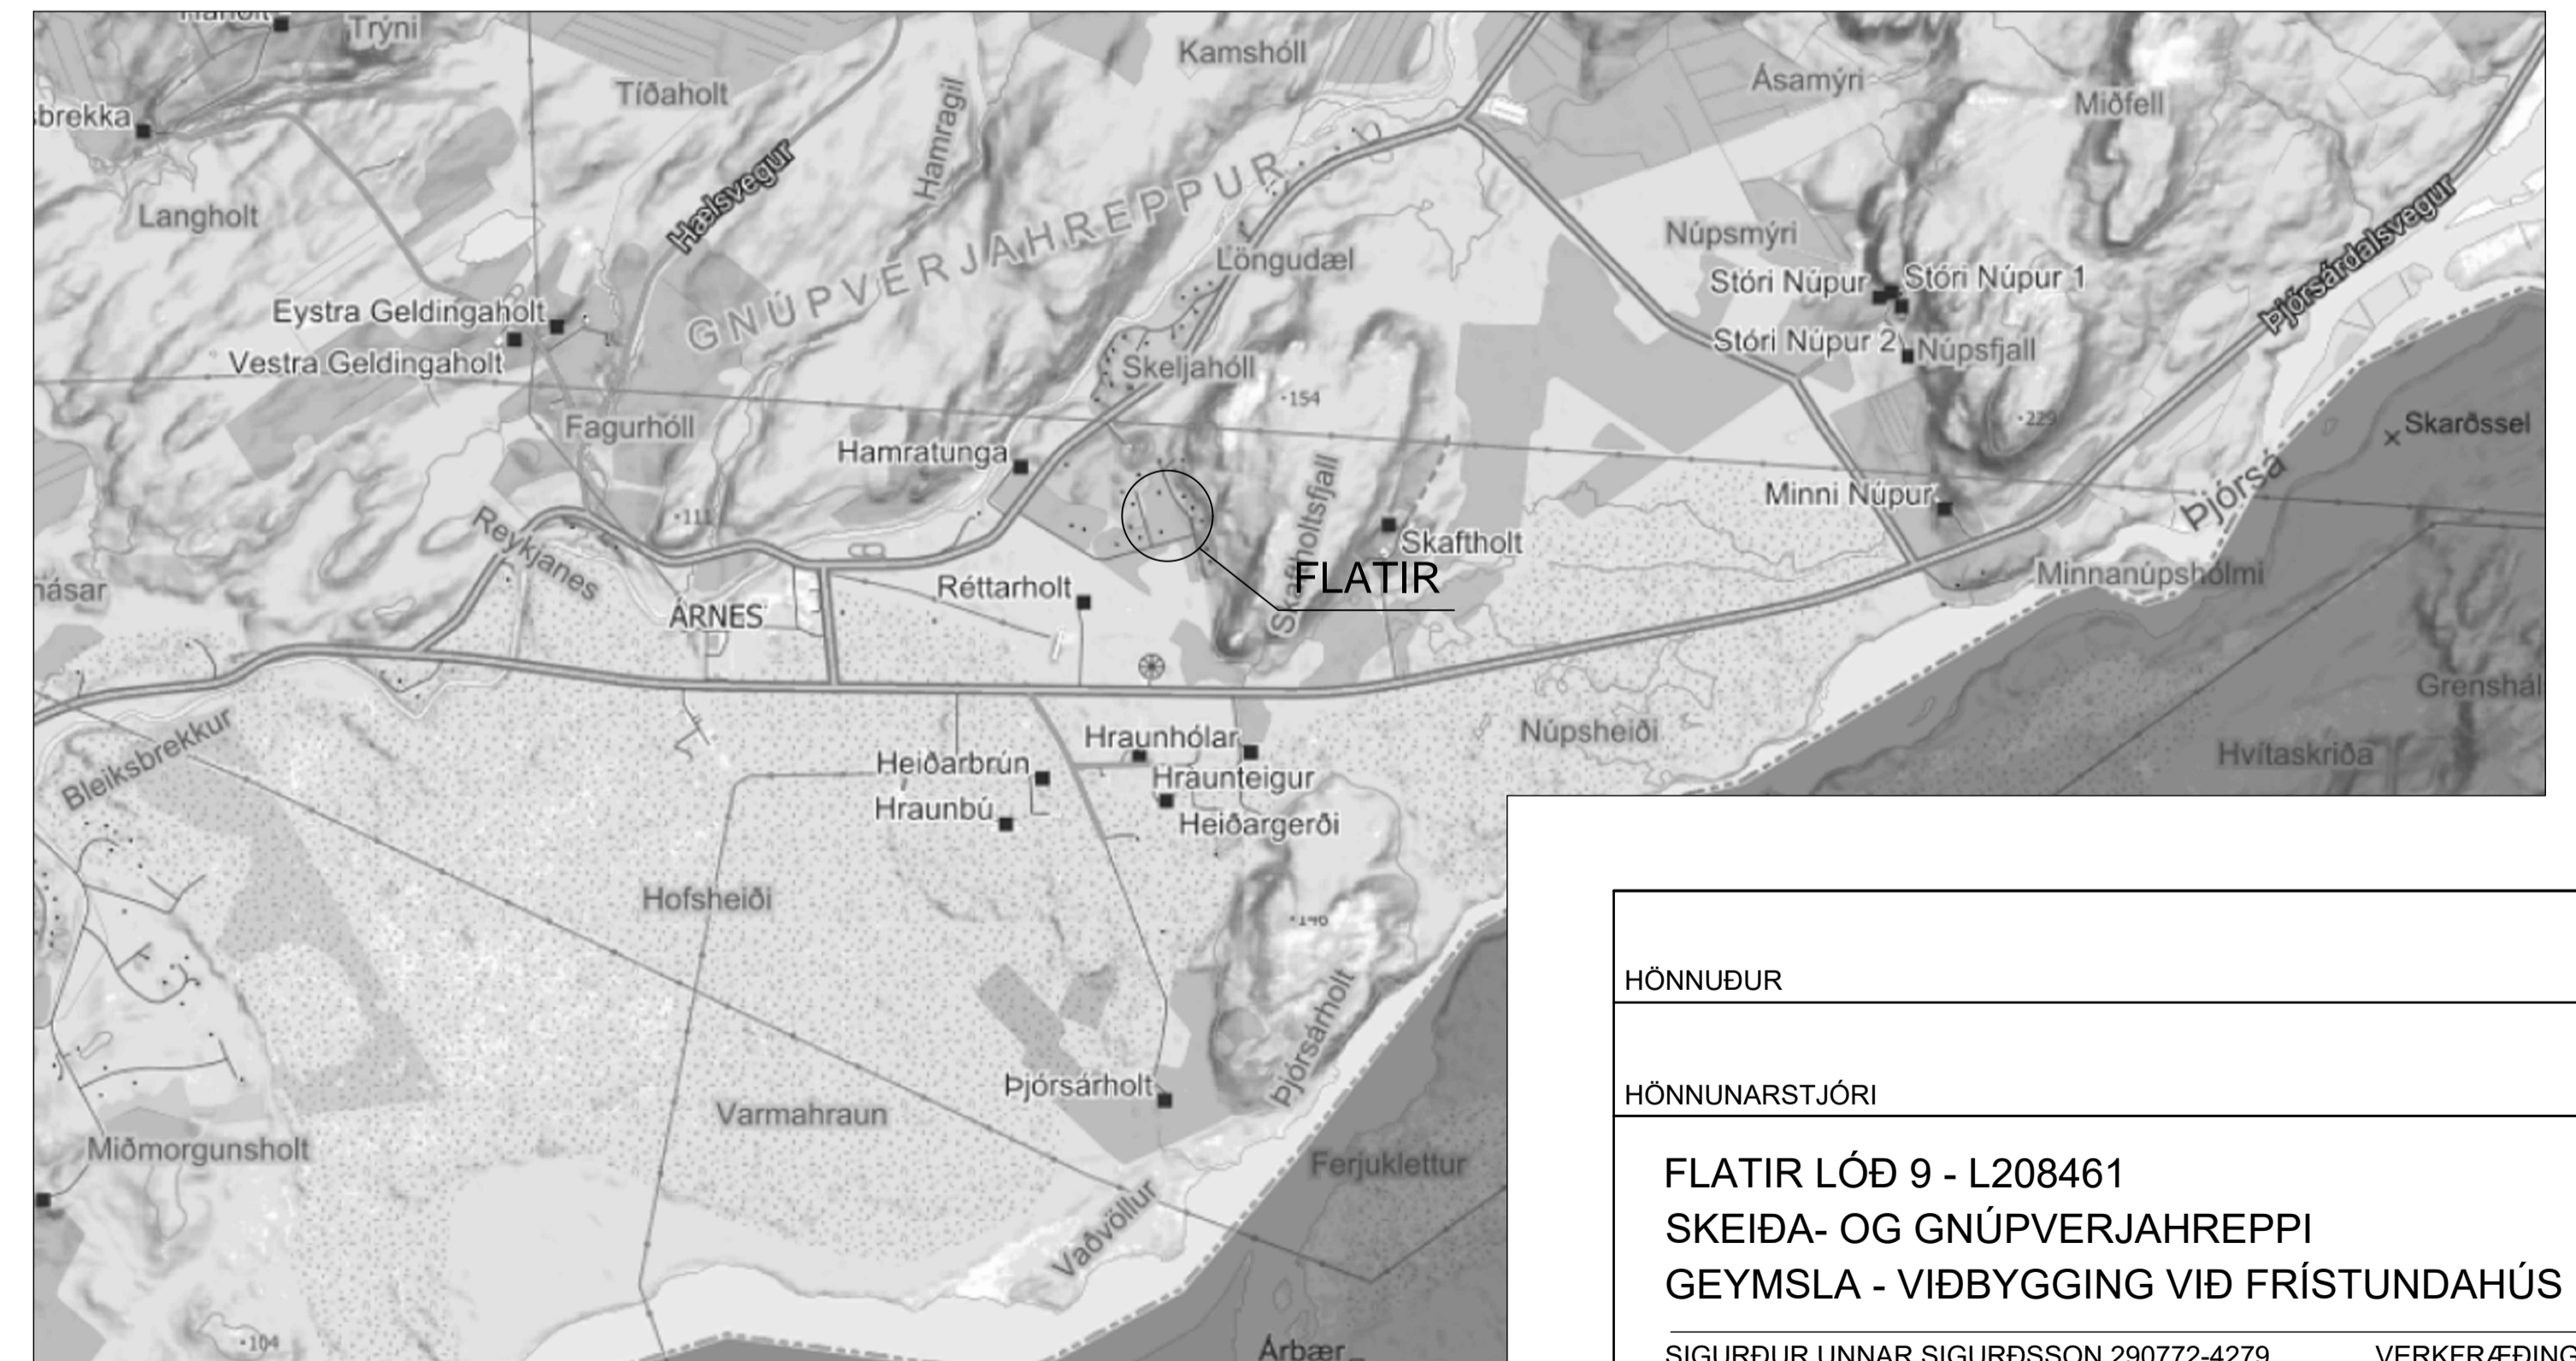 Trýni
Kamshóll
Tíðaholt
Ásamýri
Miðfell
brekka
Hamragil
Hælsvegur
Langholt
GNÚPVERJAHREPPUR
Löngudæl
Núpsmýri
Þjórsárdalsvegur
Stóri Núpur
Stóri Núpur 1
Eystra Geldingaholt
Stóri Núpur 2
Núpsfjall
Vestra Geldingaholt
Skeljahóll
154
Fagurhóll
229
Skarðssel
Hamratunga
Minni Núpur
Þjórsá
111
Reykjanes
Skaftholtsfjall
Skaftholt
FLATIR
Minnanúpshólmi
násar
Réttarholt
ÁRNES
Grenshál
Bleiksbrekkur
Núpsheiði
Hraunhólar
Hvítaskriða
Heiðarbrún
Hraunteigur
Hraunbú
Heiðargerði
Hofsheiði
146
Þjórsárholt
Þjórsárholt
Varmahraun
Miðmorgunsholt
Ferjuklettur
Vaðvöllur
104
Árbær
HÖNNUÐUR
HÖNNUNARSTJÓRI
FLATIR LÓÐ 9 - L208461
SKEIÐA- OG GNÚPVERJAHREPPI
GEYMSLA - VIÐBYGGING VIÐ FRÍSTUNDAHÚS
SIGURÐUR UNNAR SIGURÐSSON 290772-4279 VERKFRÆÐING